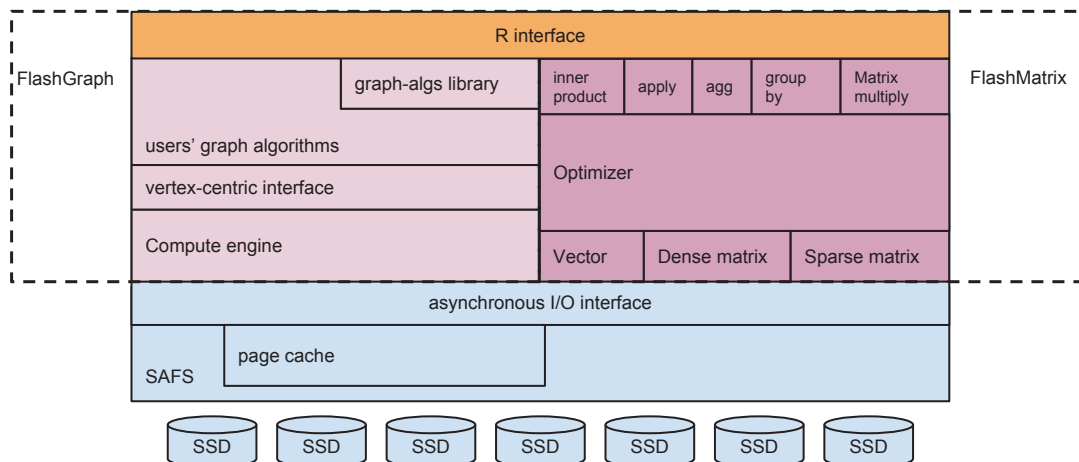 R interface
FlashGraph
FlashMatrix
graph-algs library
inner
product
apply
agg
group
by
Matrix
multiply
users’ graph algorithms
vertex-centric interface
Optimizer
Compute engine
Vector
Dense matrix
Sparse matrix
asynchronous I/O interface
page cache
SAFS
SSD
SSD
SSD
SSD
SSD
SSD
SSD